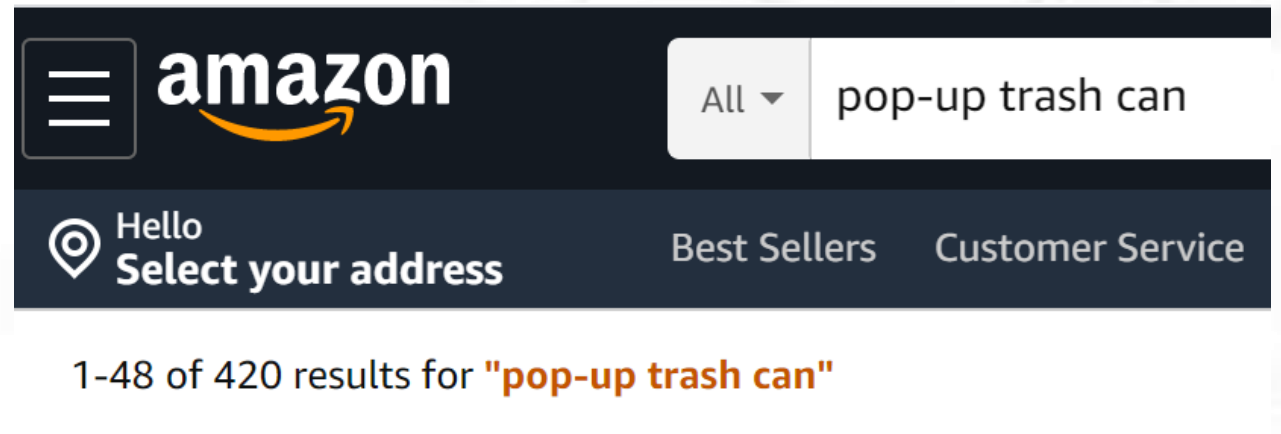 amazon
All
pop-up trash can
Hello
Select your address
Best Sellers
Customer Service
1-48 of 420 results for "pop-up trash can"